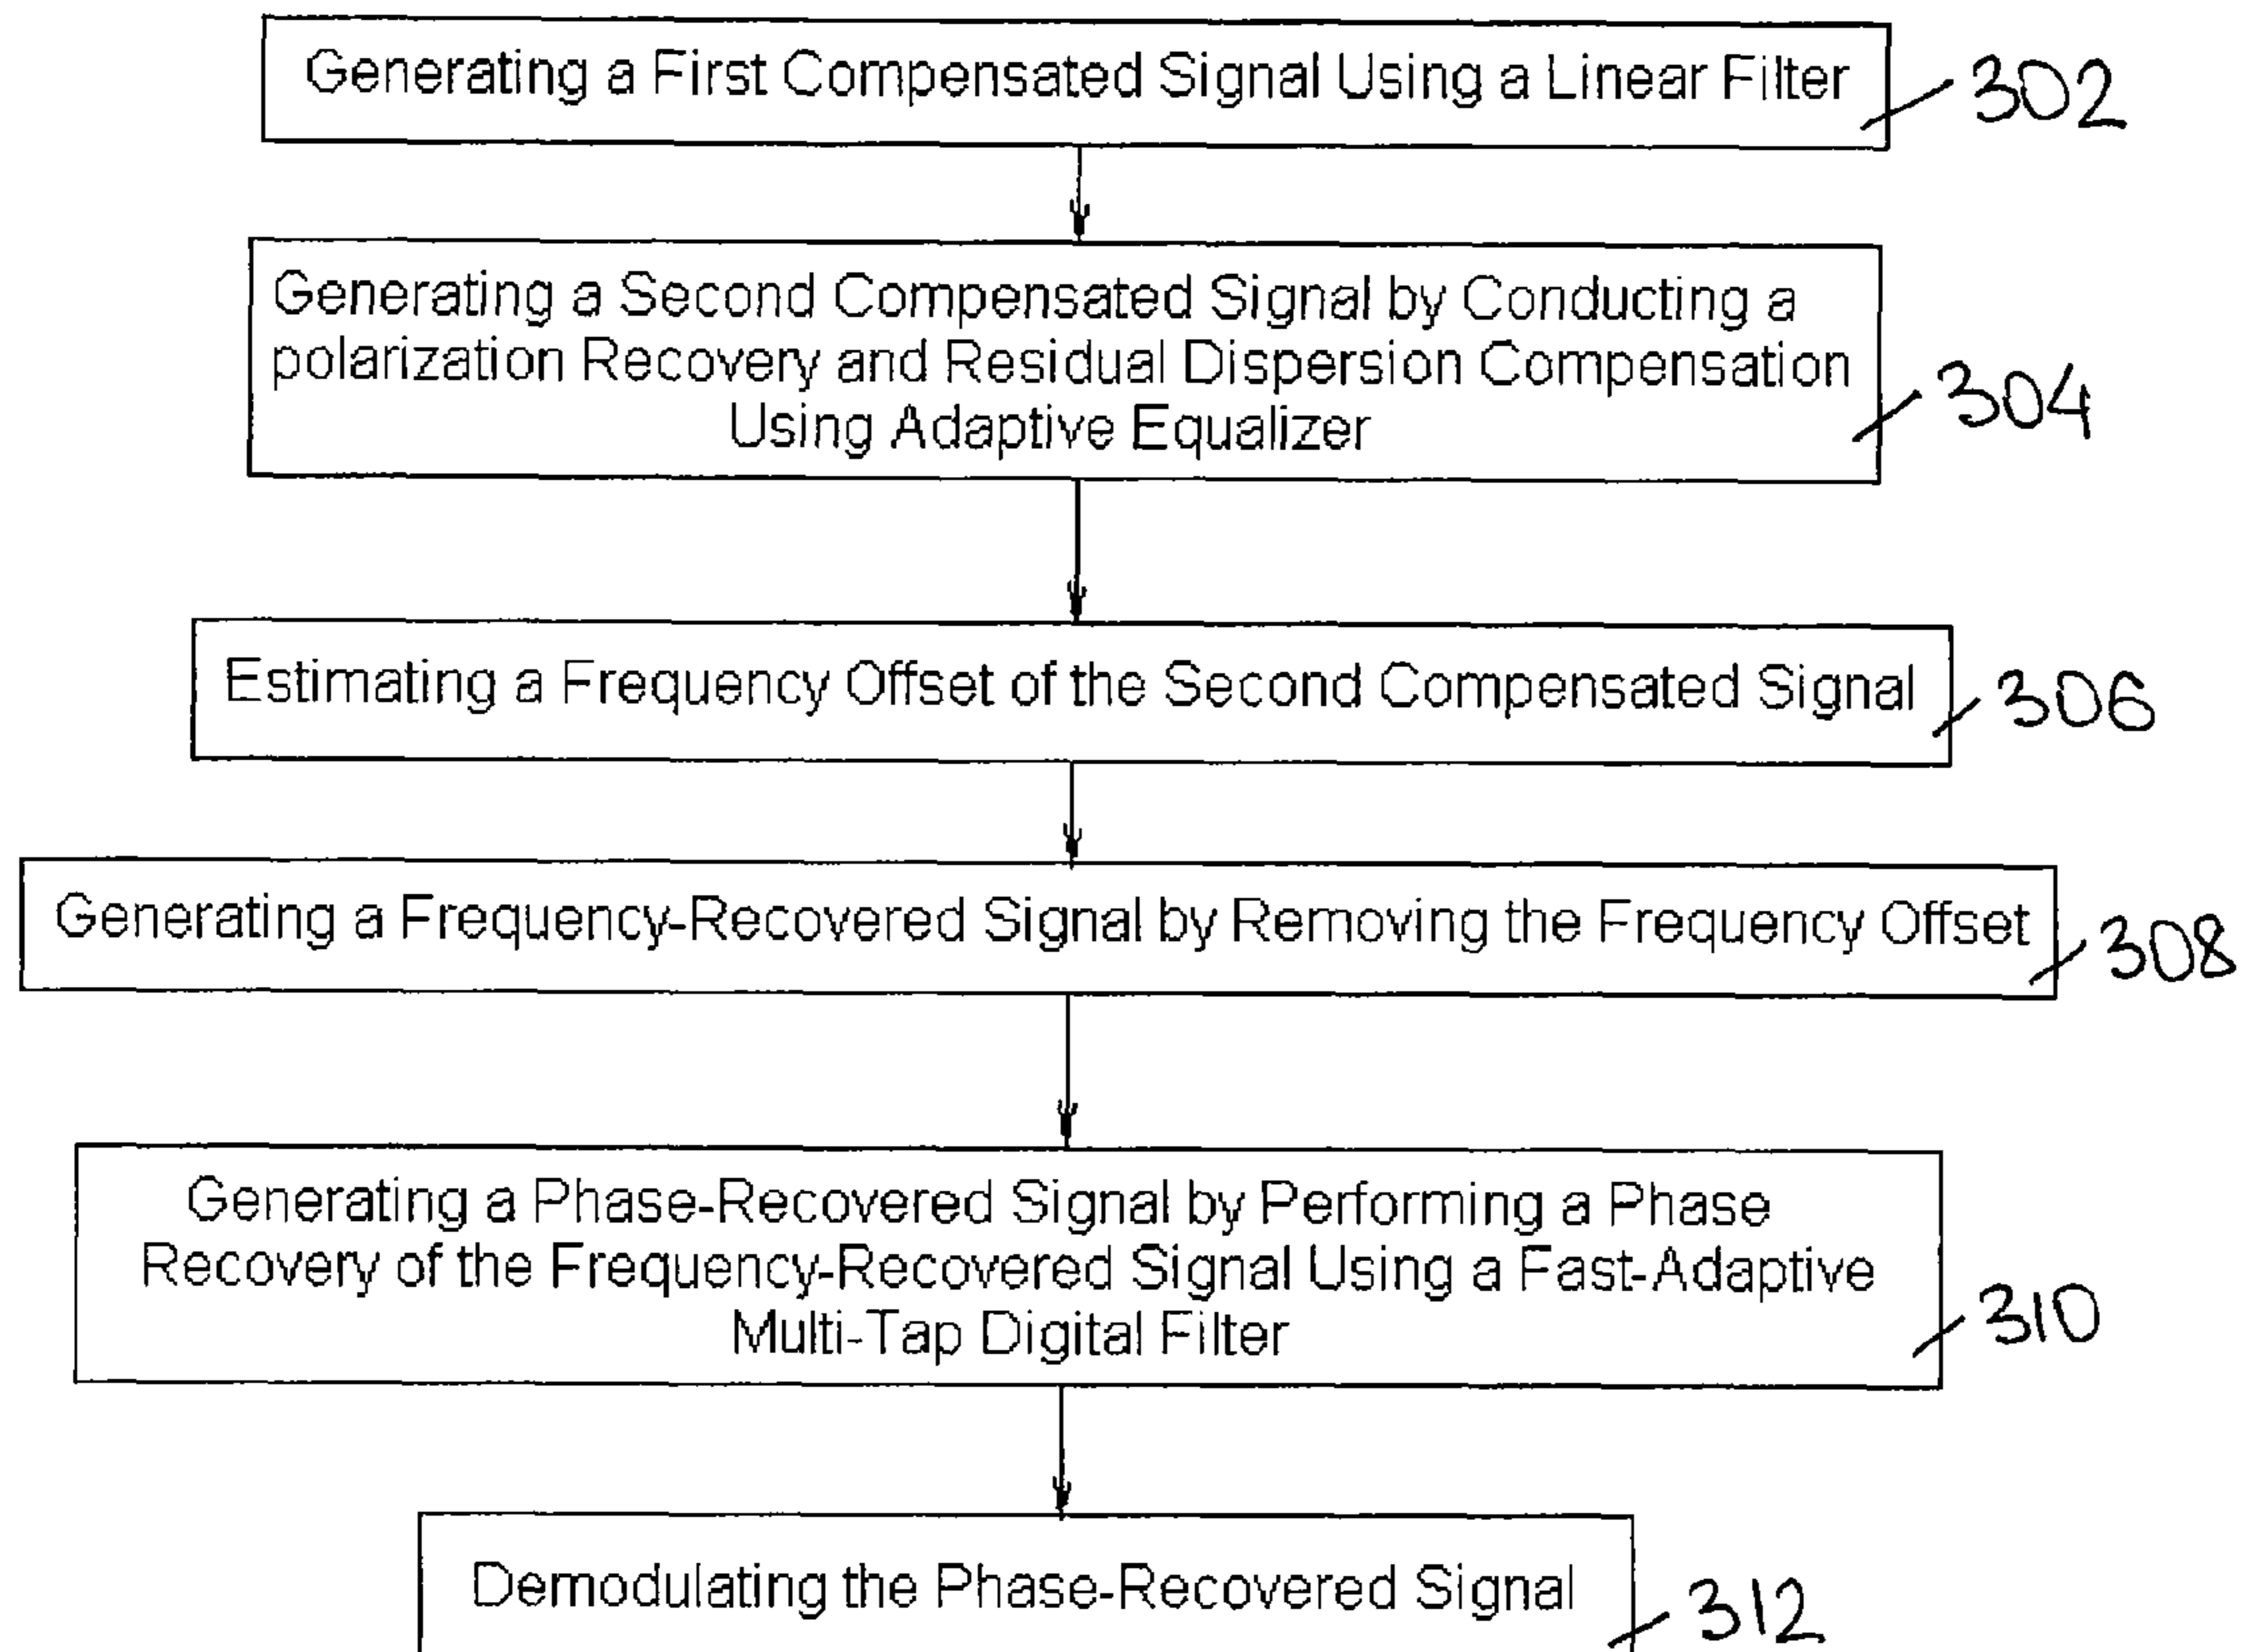 Generating a First Compensated Signal Using a Linear Filter
302
Generating a Second Compensated Signal by Conducting a
polarization Recovery and Residual Dispersion Compensation
Using Adaptive Equalizer
304
Estimating a Frequency Offset of the Second Compensated Signal
306
Generating a Frequency-Recovered Signal by Removing the Frequency Offset
308
Generating a Phase-Recovered Signal by Performing a Phase
Recovery of the Frequency-Recovered Signal Using a Fast-Adaptive
Multi-Tap Digital Filter
310
Demodulating the Phase-Recovered Signal
312